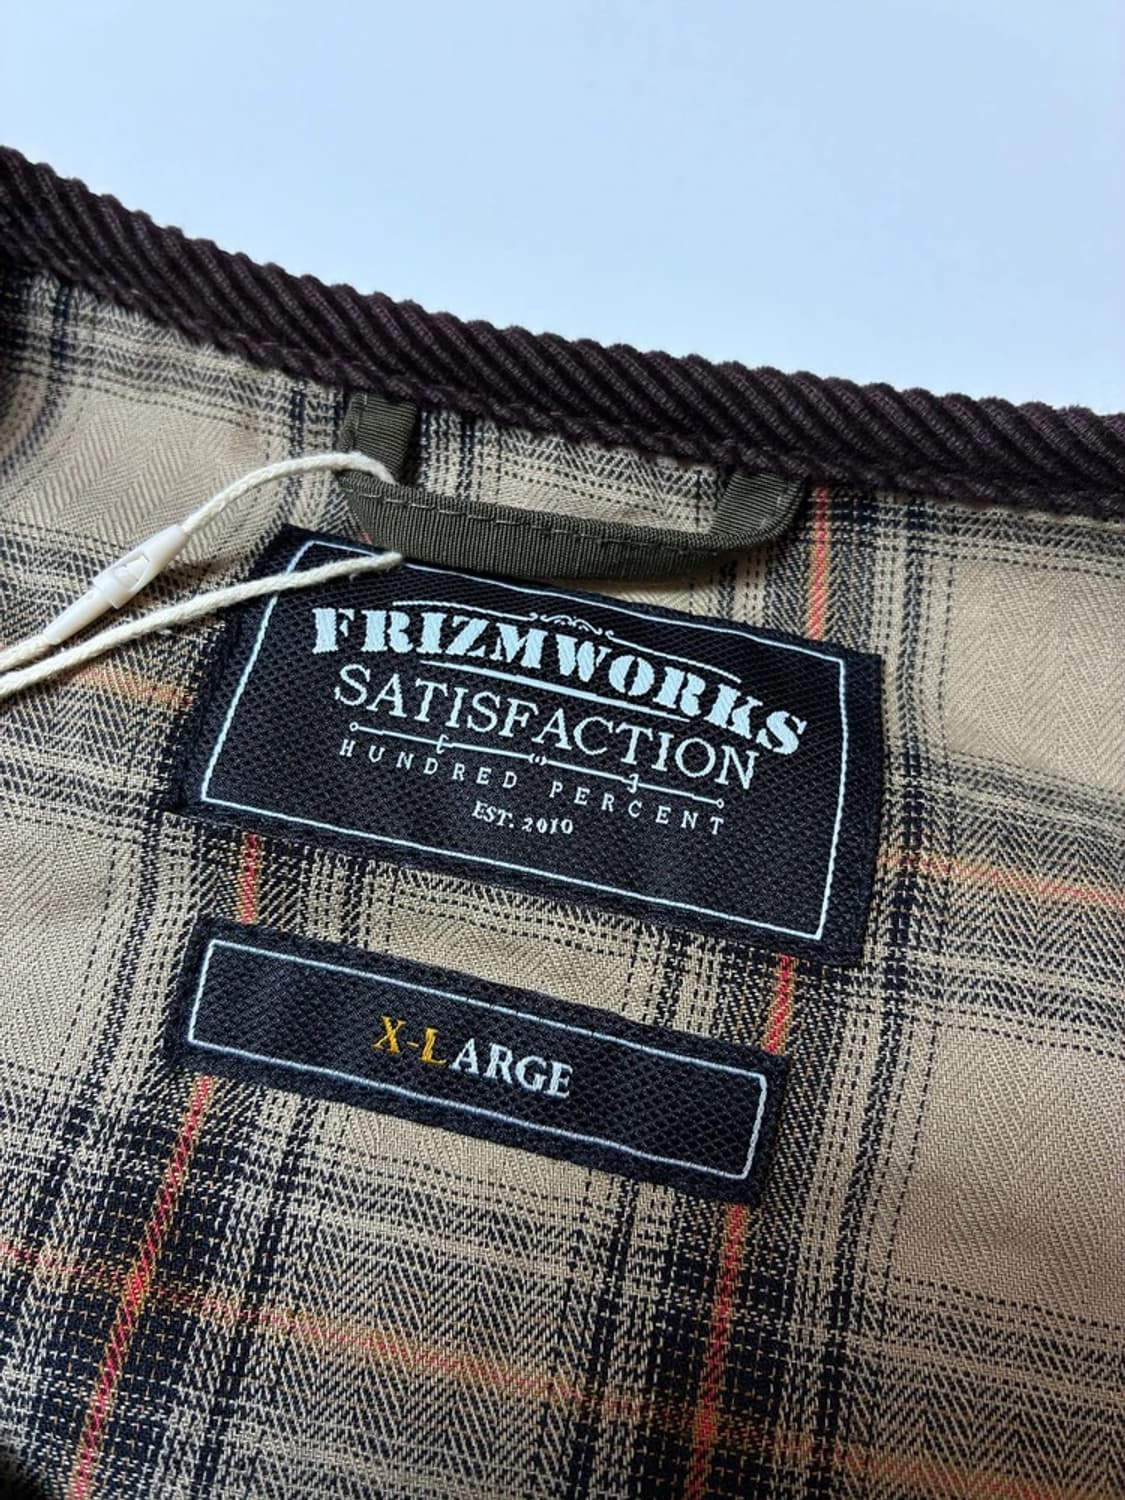 FRIZMWORKS
SATISFACTION
HUNDRED PERCENT
EST. 2010
X-LARGE